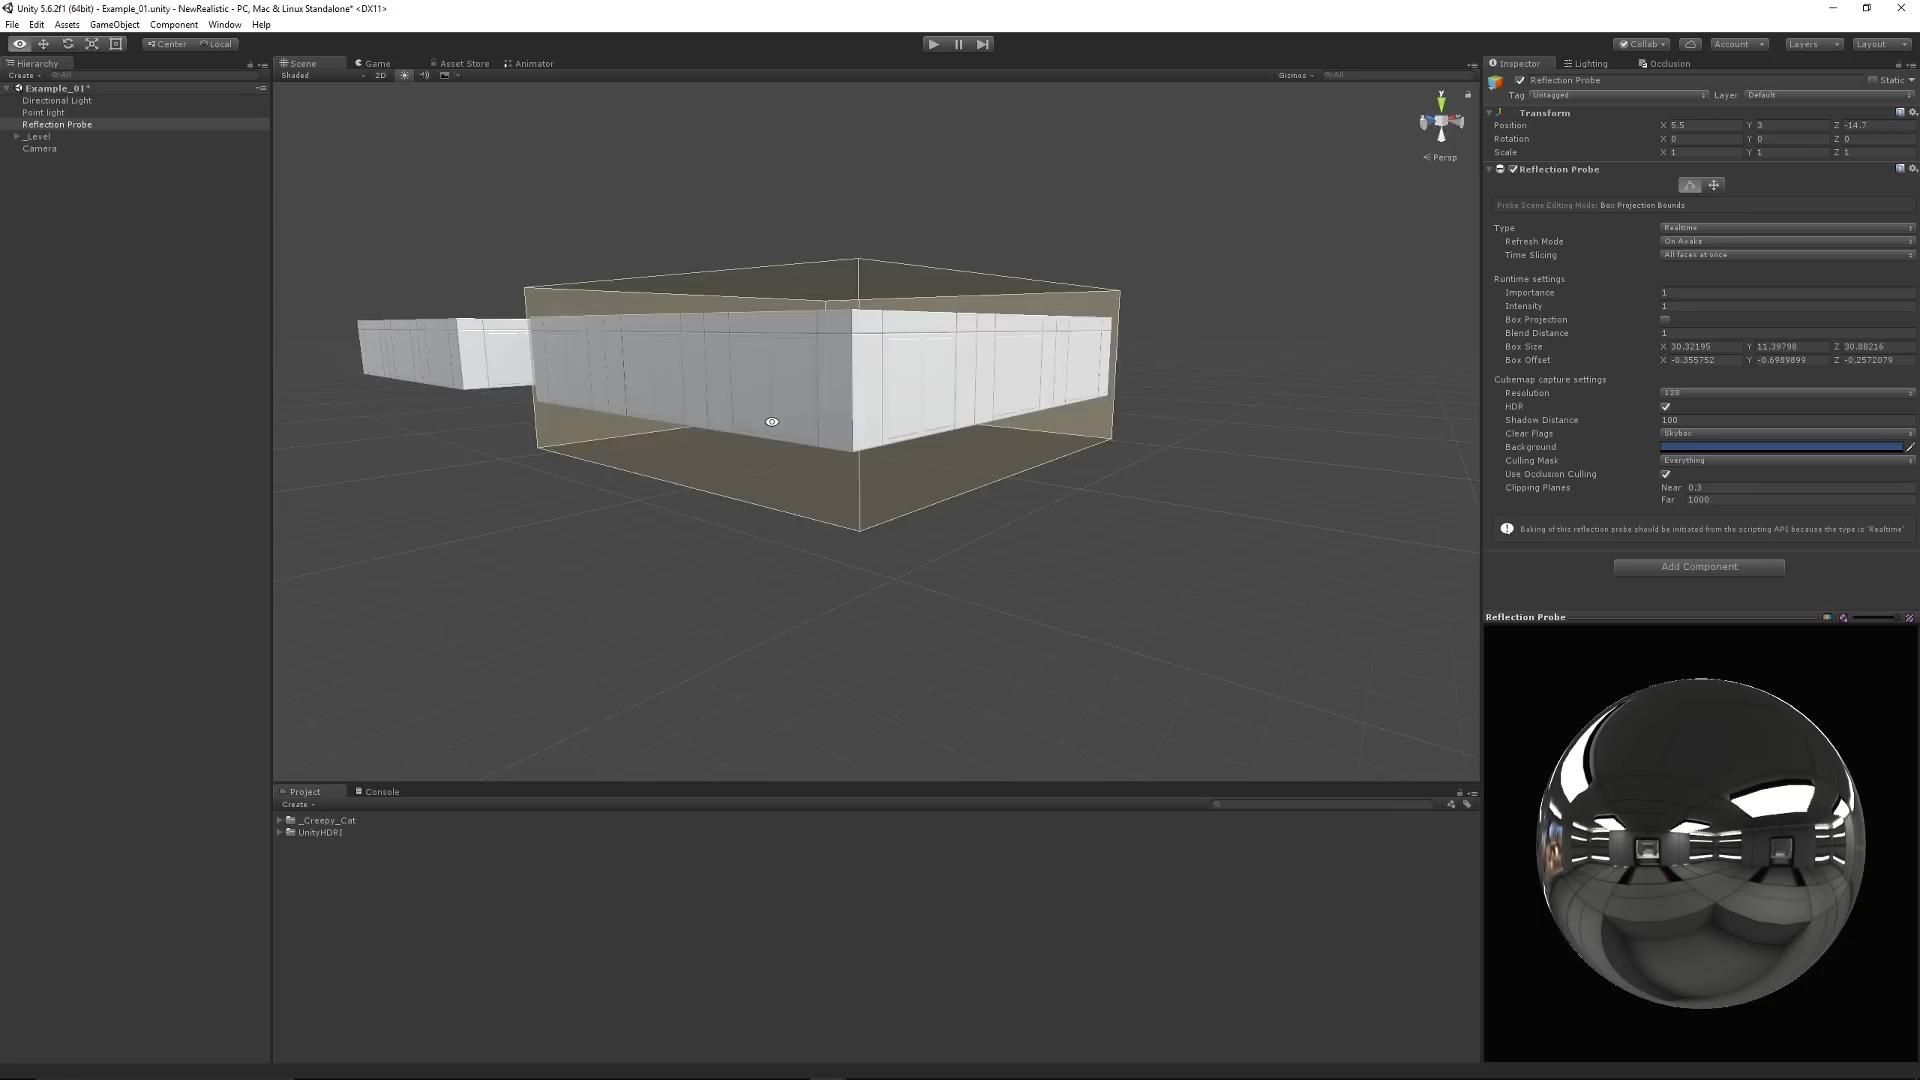 Unity 5.6.2f1 (64bit) - Example_01.unity - NewRealistic - PC, Mac & Linux Standalone* <DX11>
File Edit Assets GameObject Component Window Help
Center Local
Collab Account Layers Layout
Hierarchy
Create All
Example_01*
Directional Light
Point light
Reflection Probe
_Level
Camera
Scene Game Asset Store Animator
Shaded 2D Gizmos All
y
z x
Persp
Project Console
Create
_Creepy_Cat
UnityHDRI
Inspector Lighting Occlusion
Reflection Probe Static
Tag Untagged Layer Default
Transform
Position X 5.5 Y 3 Z -14.7
Rotation X 0 Y 0 Z 0
Scale X 1 Y 1 Z 1
Reflection Probe
Probe Scene Editing Mode: Box Projection Bounds
Type Realtime
Refresh Mode On Awake
Time Slicing All faces at once
Runtime settings
Importance 1
Intensity 1
Box Projection
Blend Distance 1
Box Size X 30.32195 Y 11.39798 Z 30.88216
Box Offset X -0.355752 Y -0.6989899 Z -0.2572079
Cubemap capture settings
Resolution 128
HDR
Shadow Distance 100
Clear Flags Skybox
Background
Culling Mask Everything
Use Occlusion Culling
Clipping Planes Near 0.3
Far 1000
Baking of this reflection probe should be initiated from the scripting API because the type is 'Realtime'
Add Component
Reflection Probe